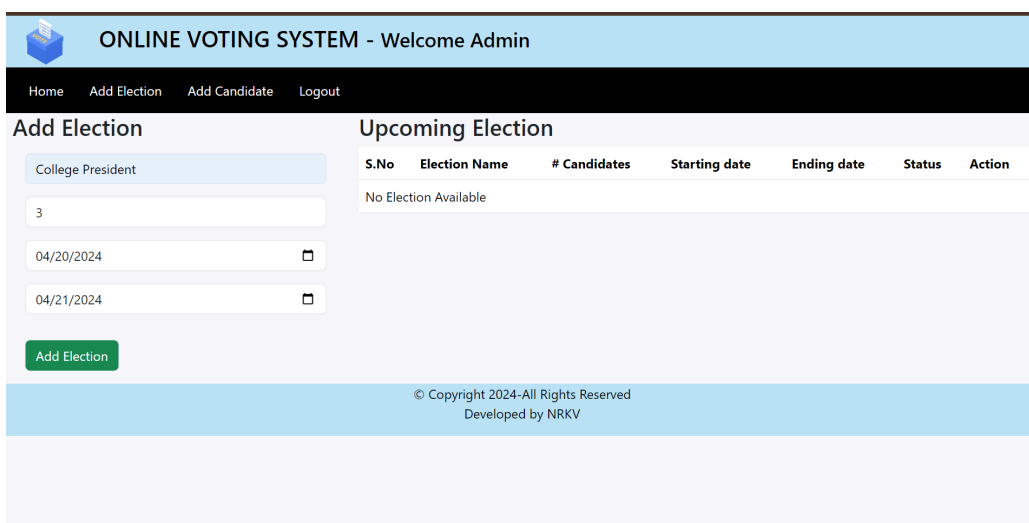 VOTE
ONLINE VOTING SYSTEM - Welcome Admin
Home Add Election Add Candidate Logout
Add Election
College President
3
04/20/2024
04/21/2024
Add Election
Upcoming Election
S.No Election Name # Candidates Starting date Ending date Status Action
No Election Available
© Copyright 2024-All Rights Reserved
Developed by NRKV